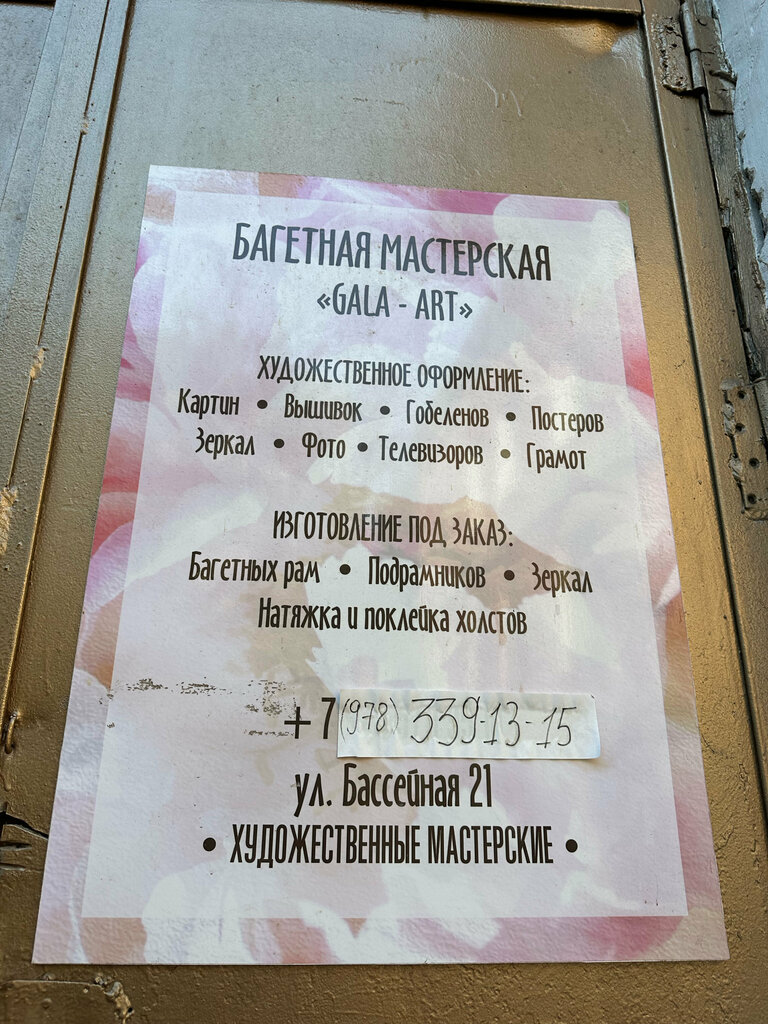 БАГЕТНАЯ МАСТЕРСКАЯ
«GALA - ART»
ХУДОЖЕСТВЕННОЕ ОФОРМЛЕНИЕ:
Картин • Вышивок • Гобеленов • Постеров
Зеркал • Фото • Телевизоров • Грамот
ИЗГОТОВЛЕНИЕ ПОД ЗАКАЗ:
Багетных рам • Подрамников • Зеркал
Натяжка и поклейка холстов
+7(978) 339-13-15
ул. Бассейная 21
• ХУДОЖЕСТВЕННЫЕ МАСТЕРСКИЕ •